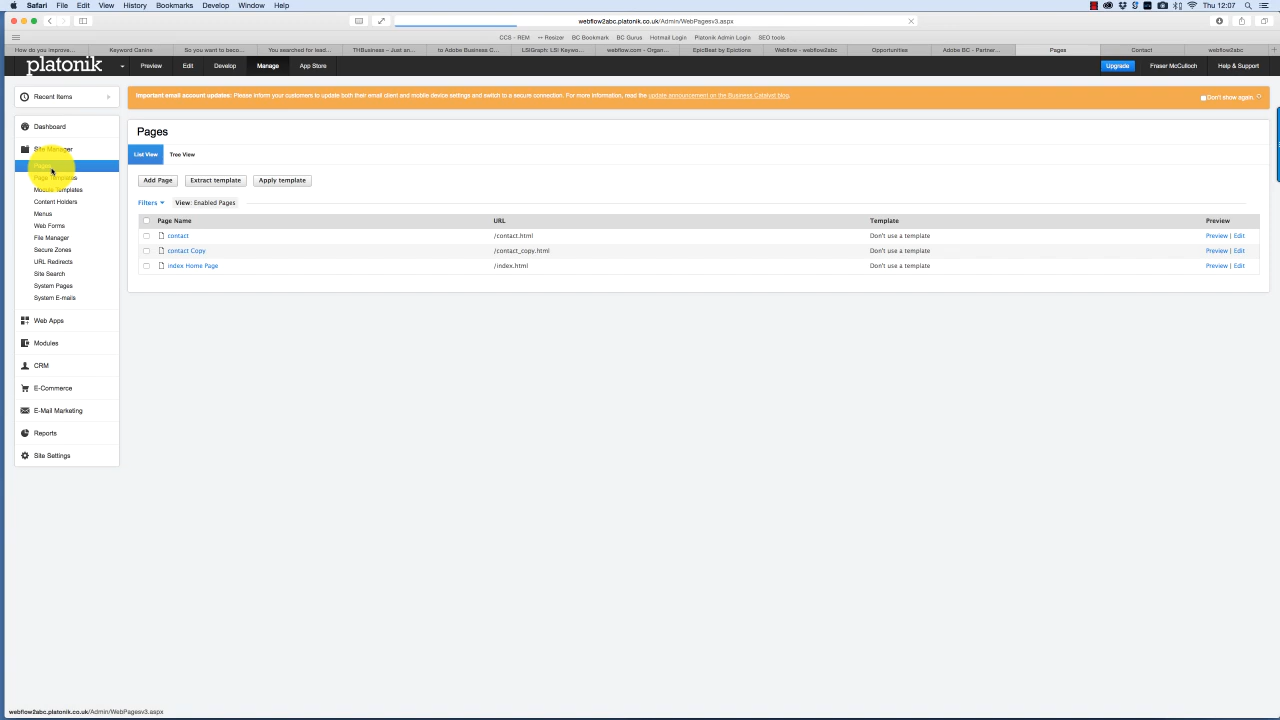 Safari File Edit View History Bookmarks Develop Window Help Thu 12:07
webflow2abc.platonik.co.uk/Admin/WebPagesv3.aspx
CCS - REM ↔ Resizer BC Bookmark BC Gurus Hotmail Login Platonik Admin Login SEO tools
How do you improve... Keyword Canine So you want to beco... You searched for lead... THBusiness – Just an... to Adobe Business C... LSIGraph: LSI Keywo... webflow.com - Organ... EpicBeat by Epictions Webflow - webflow2abc Opportunities Adobe BC - Partner... Pages Contact webflow2abc
platonik Preview Edit Develop Manage App Store Upgrade Fraser McCulloch Help & Support
Recent Items
Important email account updates: Please inform your customers to update both their email client and mobile device settings and switch to a secure connection. For more information, read the update announcement on the Business Catalyst blog. Don't show again.
Dashboard
Site Manager
Pages
Page Templates
Module Templates
Content Holders
Menus
Web Forms
File Manager
Secure Zones
URL Redirects
Site Search
System Pages
System E-mails
Web Apps
Modules
CRM
E-Commerce
E-Mail Marketing
Reports
Site Settings
Pages
List View Tree View
Add Page Extract template Apply template
Filters View: Enabled Pages
Page Name URL Template Preview
contact /contact.html Don't use a template Preview | Edit
contact Copy /contact_copy.html Don't use a template Preview | Edit
index Home Page /index.html Don't use a template Preview | Edit
webflow2abc.platonik.co.uk/Admin/WebPagesv3.aspx